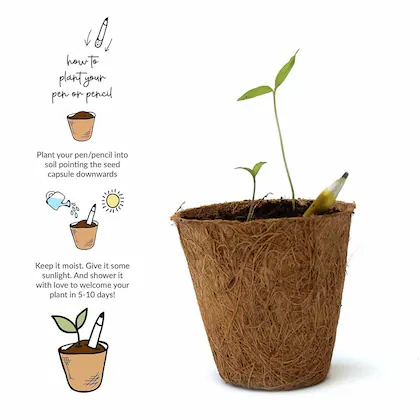 how to
plant your
pen or pencil
Plant your pen/pencil into
soil pointing the seed
capsule downwards
Keep it moist. Give it some
sunlight. And shower it
with love to welcome your
plant in 5-10 days!